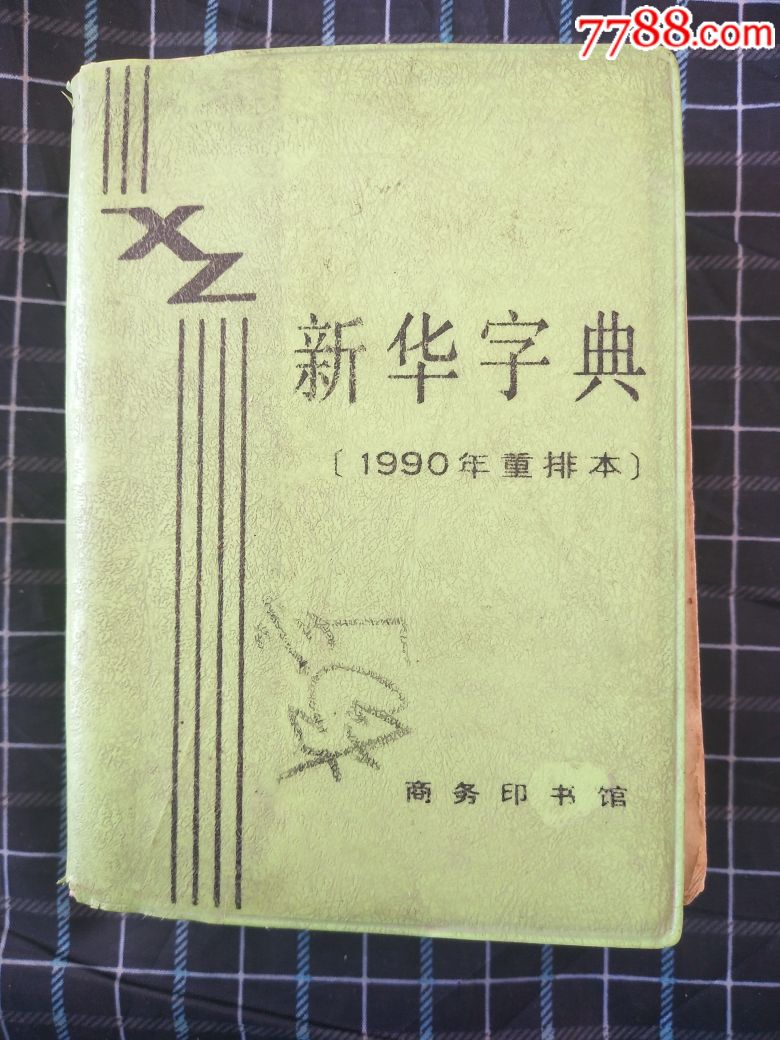 7788.com
XZ
新华字典
〔1990年重排本〕
商务印书馆